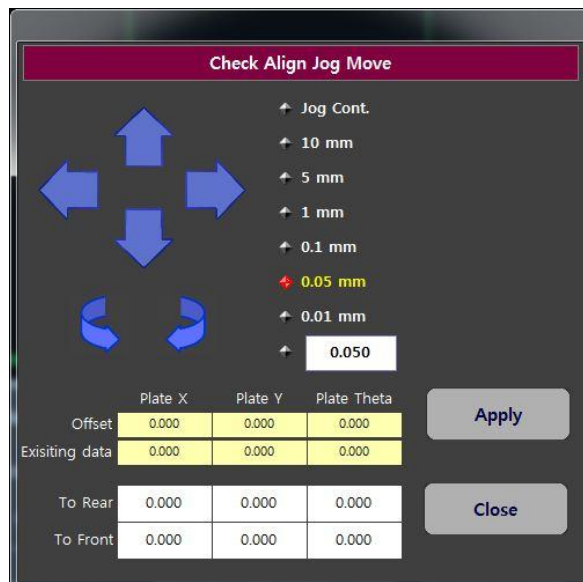 Check Align Jog Move
Jog Cont.
10 mm
5 mm
1 mm
0.1 mm
0.05 mm
0.01 mm
0.050
Plate X Plate Y Plate Theta
Offset 0.000 0.000 0.000
Exisiting data 0.000 0.000 0.000
Apply
To Rear 0.000 0.000 0.000
To Front 0.000 0.000 0.000
Close